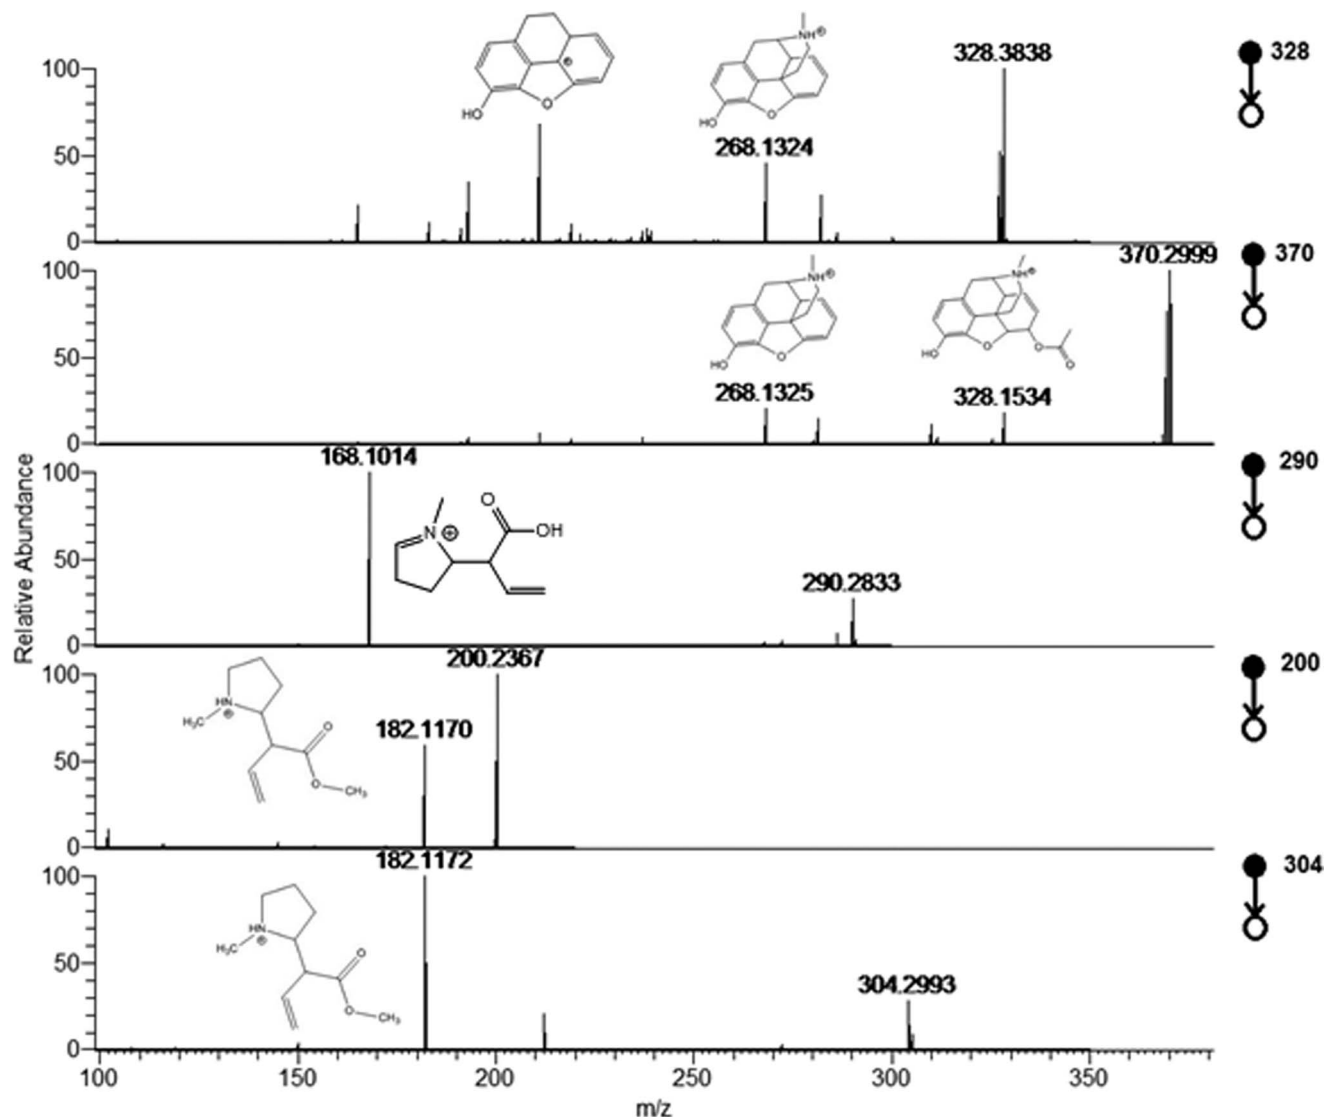 328.3838
328
HO
O
⊕
NH⊕
HO
O
268.1324
100
50
0
370.2999
370
NH⊕
HO
O
268.1325
NH⊕
HO
O
O
O
328.1534
100
50
0
168.1014
290
N ⊕
O
OH
290.2833
100
50
0
200.2367
200
HN
⊕
H₃C
O
O
CH₃
182.1170
100
50
0
182.1172
304
HN
⊕
H₃C
O
O
CH₃
304.2993
100
50
0
Relative Abundance
100 150 200 250 300 350
m/z